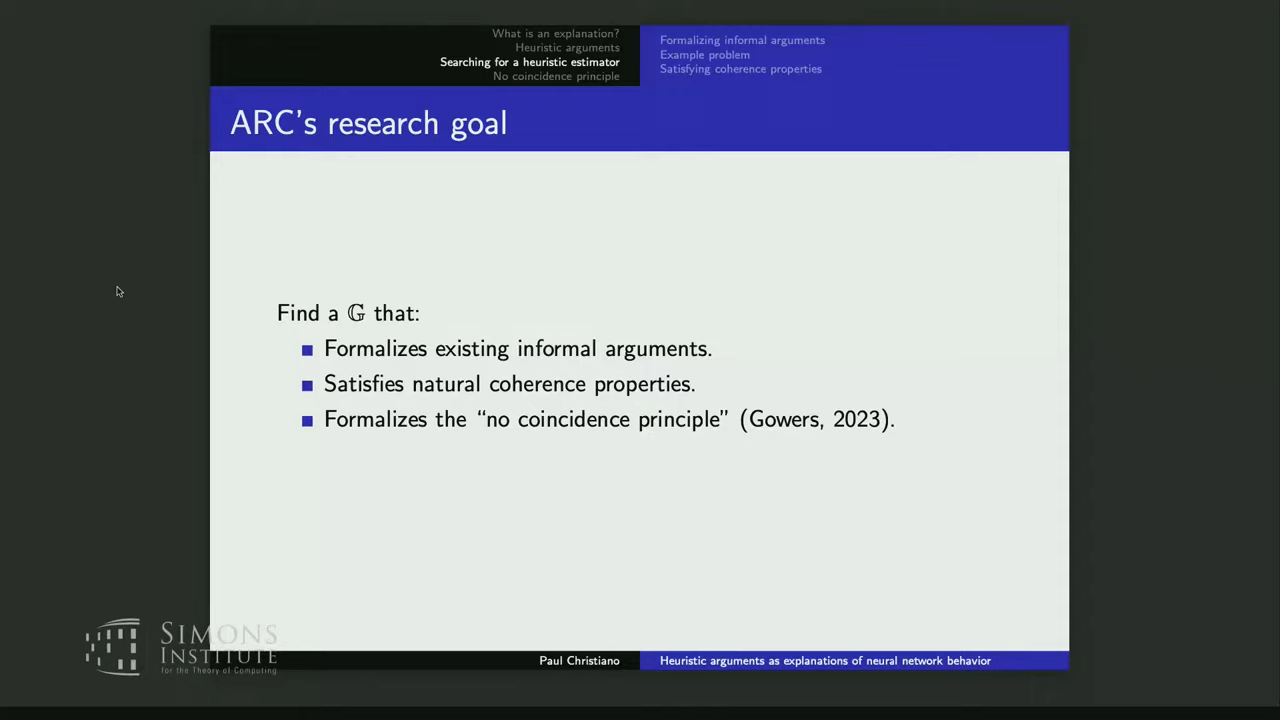 What is an explanation?
Heuristic arguments
Searching for a heuristic estimator
No coincidence principle
Formalizing informal arguments
Example problem
Satisfying coherence properties
ARC's research goal
Find a 𝔾 that:
Formalizes existing informal arguments.
Satisfies natural coherence properties.
Formalizes the “no coincidence principle” (Gowers, 2023).
SIMONS
INSTITUTE
for the Theory of Computing
Paul Christiano
Heuristic arguments as explanations of neural network behavior